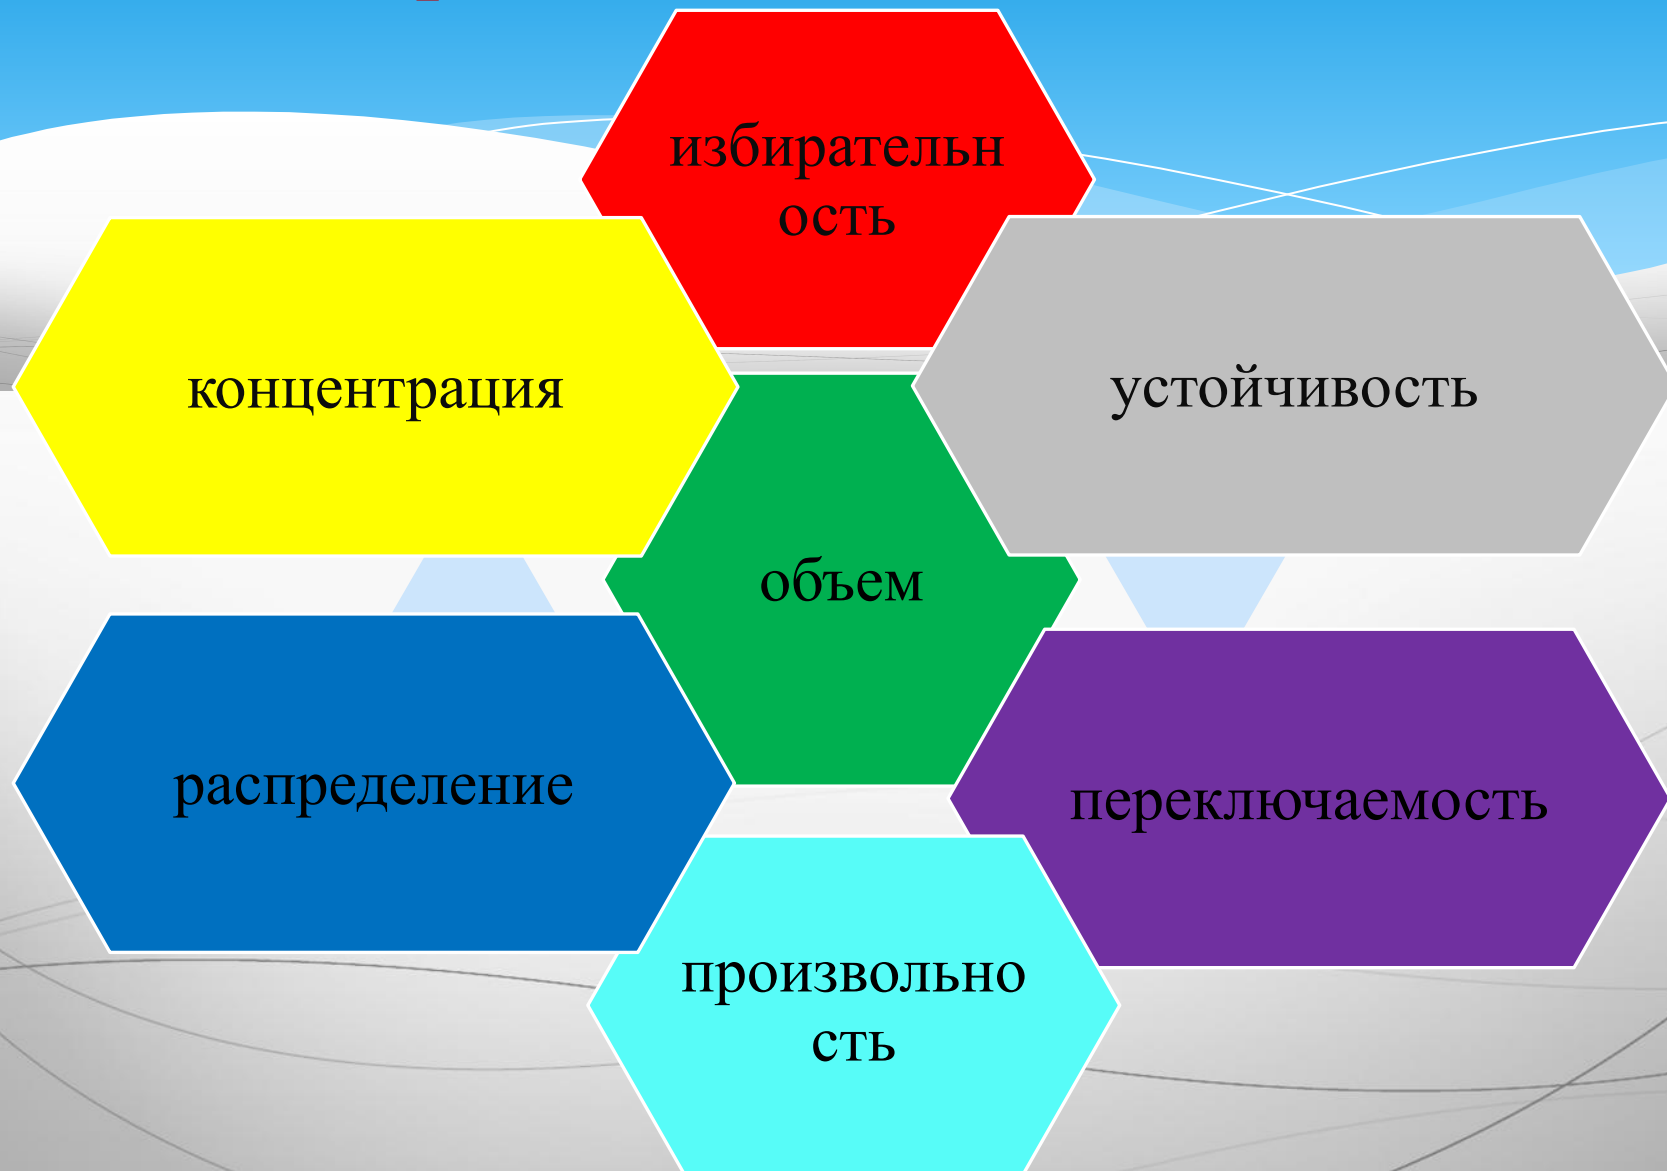 избирательн
ость
концентрация
устойчивость
объем
распределение
переключаемость
произвольно
сть